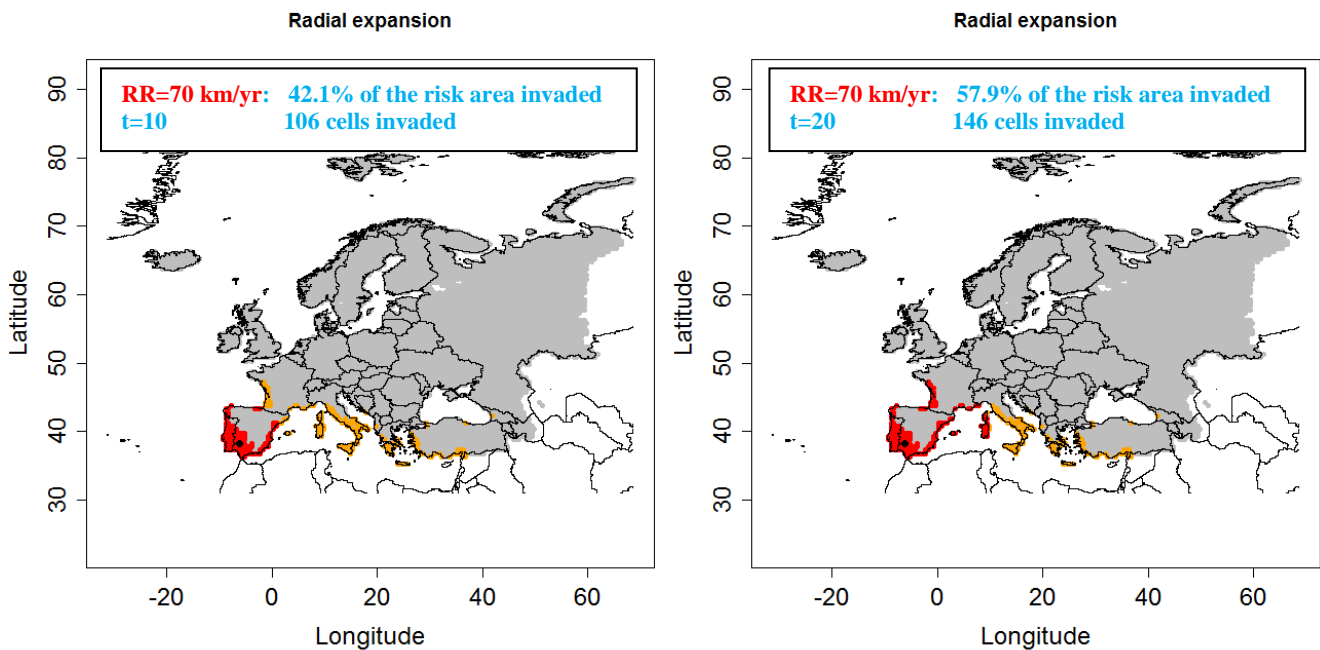 Radial expansion
RR=70 km/yr: 42.1% of the risk area invaded
t=10 106 cells invaded
90
80
70
60
50
40
30
Latitude
-20 0 20 40 60
Longitude
Radial expansion
RR=70 km/yr: 57.9% of the risk area invaded
t=20 146 cells invaded
90
80
70
60
50
40
30
Latitude
-20 0 20 40 60
Longitude